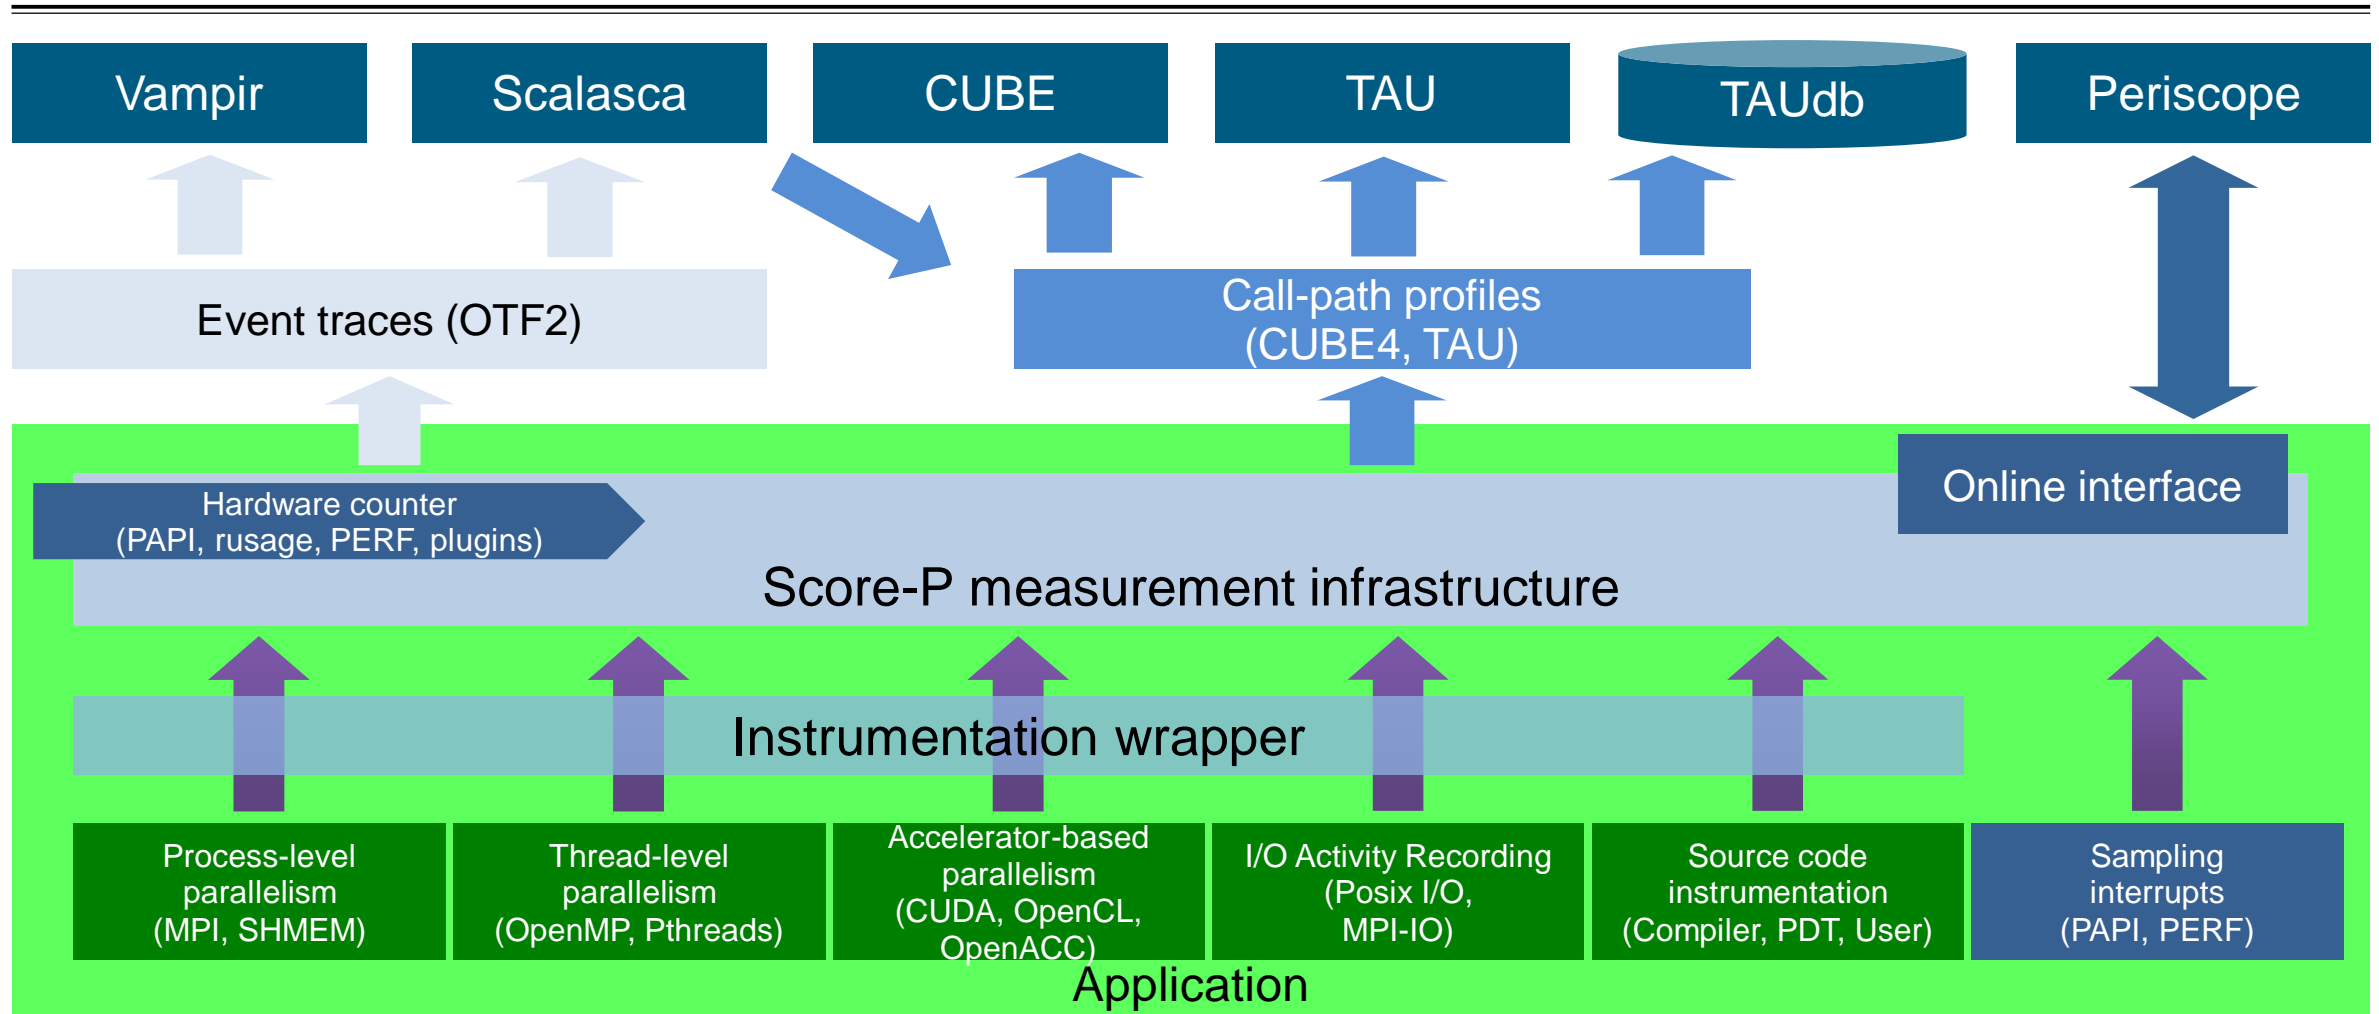 Vampir
Scalasca
CUBE
TAU
TAUdb
Periscope
Event traces (OTF2)
Call-path profiles
(CUBE4, TAU)
Online interface
Hardware counter
(PAPI, rusage, PERF, plugins)
Score-P measurement infrastructure
Instrumentation wrapper
Process-level
parallelism
(MPI, SHMEM)
Thread-level
parallelism
(OpenMP, Pthreads)
Accelerator-based
parallelism
(CUDA, OpenCL,
OpenACC)
I/O Activity Recording
(Posix I/O,
MPI-IO)
Source code
instrumentation
(Compiler, PDT, User)
Sampling
interrupts
(PAPI, PERF)
Application